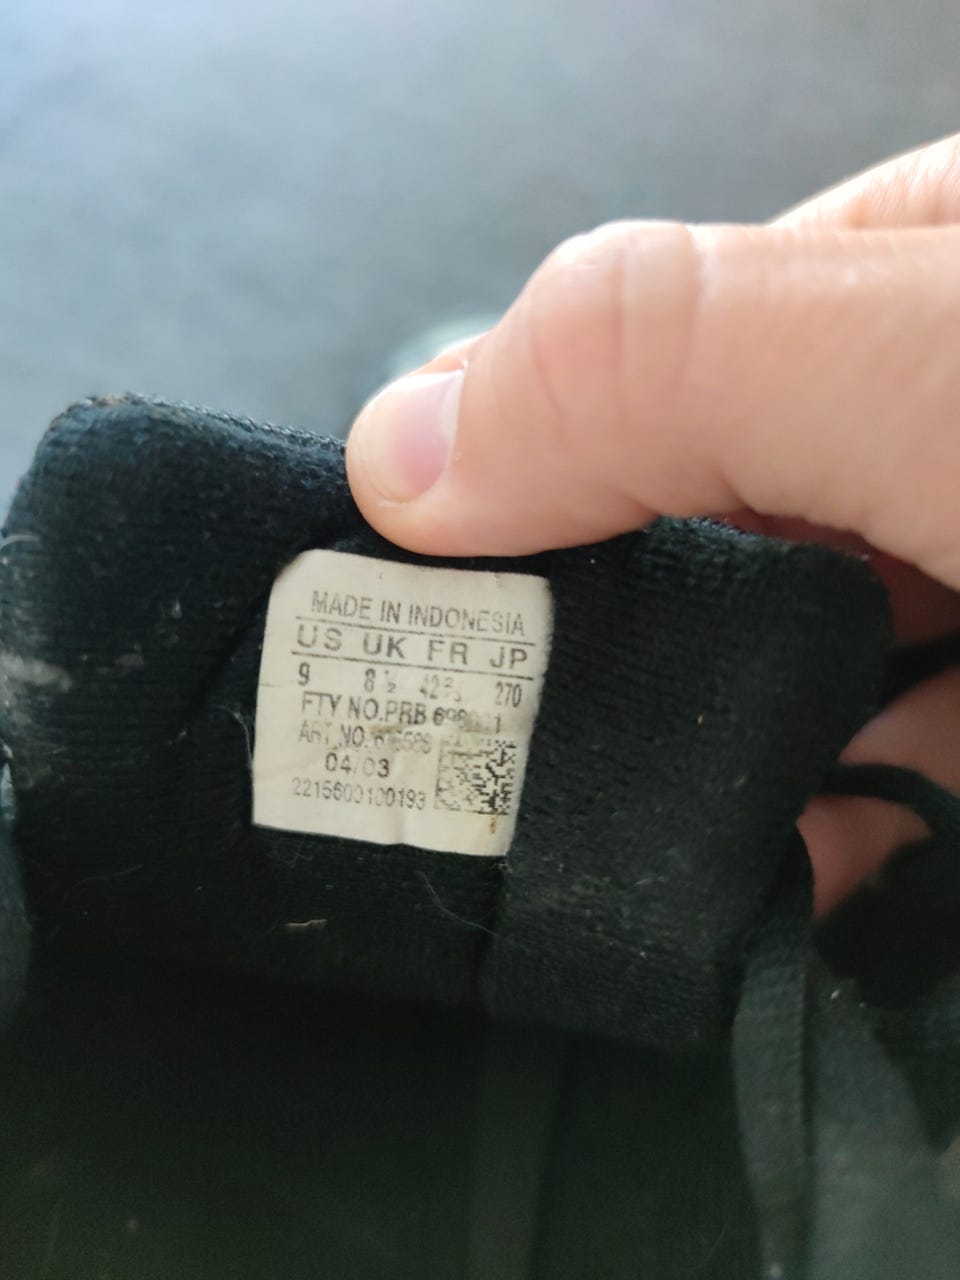 MADE IN INDONESIA
US UK FR JP
9 8 ½ 42 ⅔ 270
FTY NO.PRB
ART NO.
04/03
2215600100193